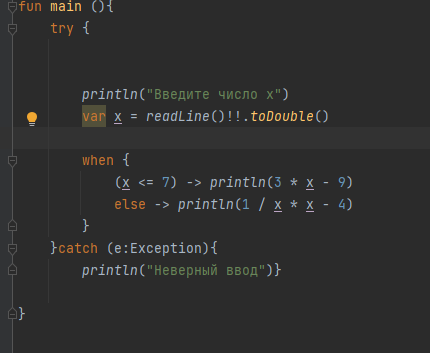 fun main (){
try {
println("Введите число x")
var x = readLine()!!.toDouble()
when {
(x <= 7) -> println(3 * x - 9)
else -> println(1 / x * x - 4)
}
}catch (e:Exception){
println("Неверный ввод")}
}